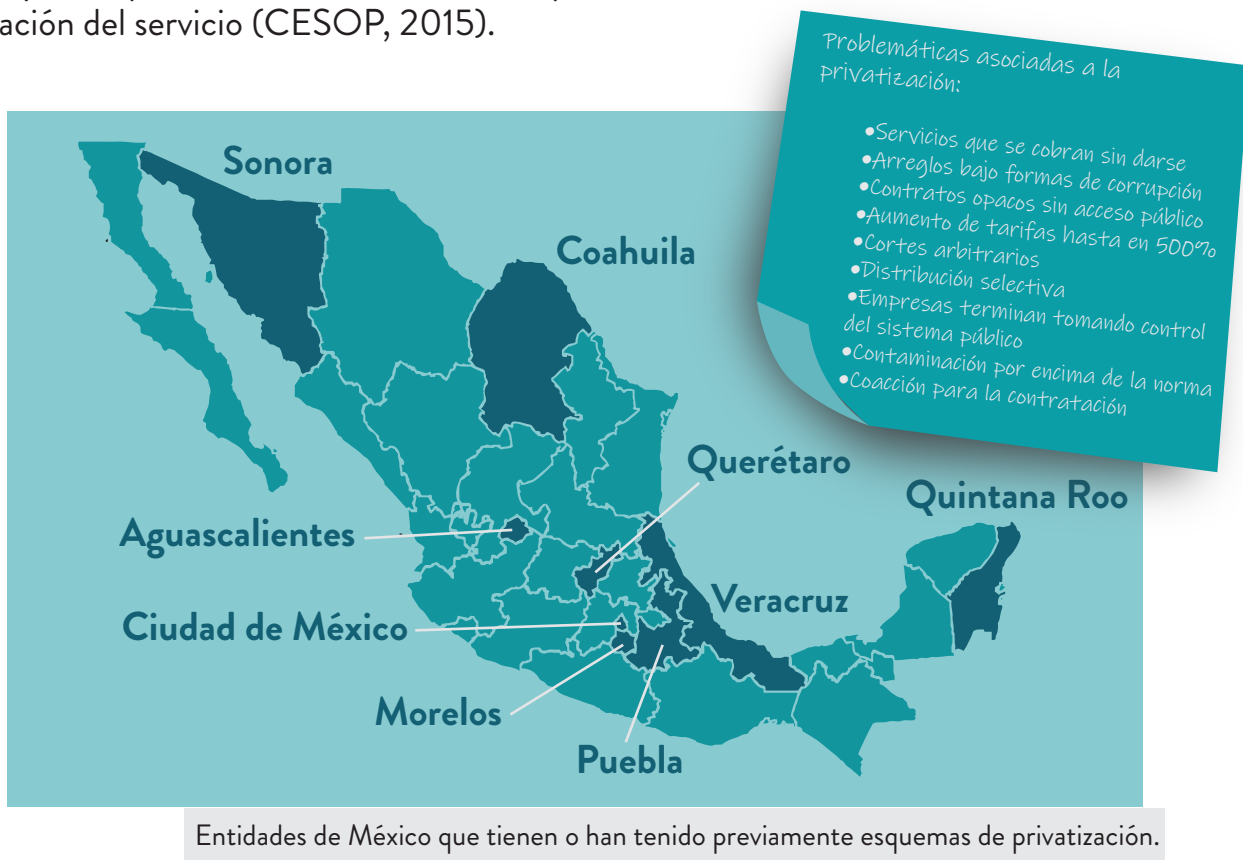 ación del servicio (CESOP, 2015).
Problemáticas asociadas a la
privatización:
•Servicios que se cobran sin darse
•Arreglos bajo formas de corrupción
•Contratos opacos sin acceso público
•Aumento de tarifas hasta en 500%
•Cortes arbitrarios
•Distribución selectiva
•Empresas terminan tomando control
del sistema público
•Contaminación por encima de la norma
•Coacción para la contratación
Sonora
Coahuila
Querétaro
Quintana Roo
Aguascalientes
Veracruz
Ciudad de México
Morelos
Puebla
Entidades de México que tienen o han tenido previamente esquemas de privatización.